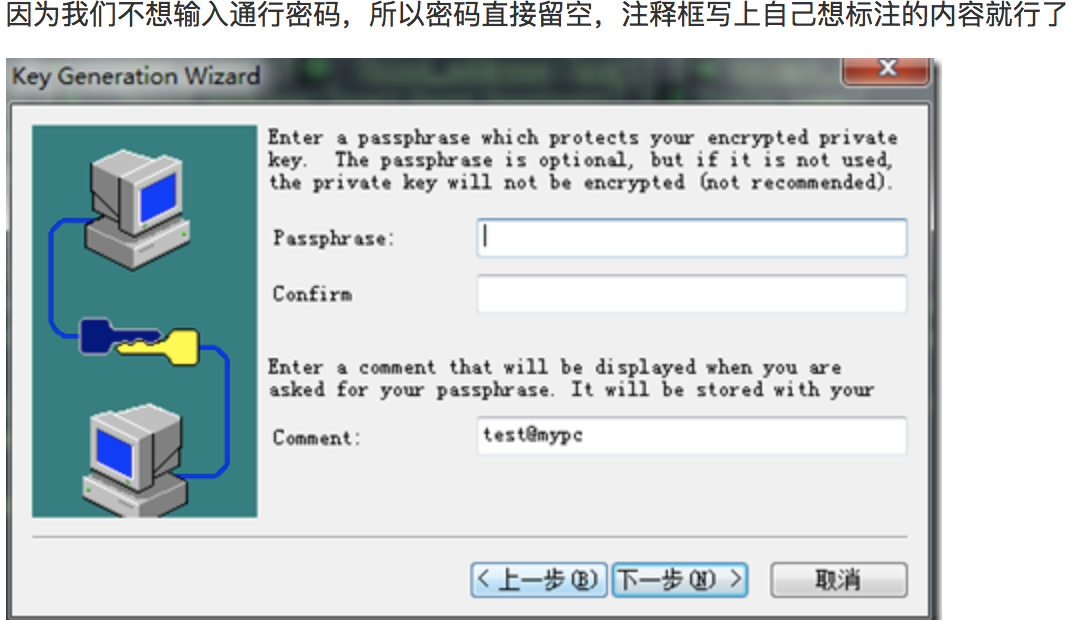 因为我们不想输入通行密码，所以密码直接留空，注释框写上自己想标注的内容就行了
Key Generation Wizard
Enter a passphrase which protects your encrypted private
key.  The passphrase is optional, but if it is not used,
the private key will not be encrypted (not recommended).
Passphrase:
Confirm
Enter a comment that will be displayed when you are
asked for your passphrase. It will be stored with your
Comment: test@mypc
< 上一步(B) 下一步(N) > 取消